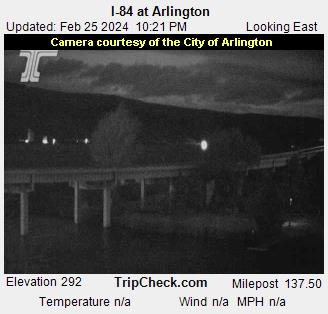 I-84 at Arlington
Updated: Feb 25 2024 10:21 PM Looking East
Camera courtesy of the City of Arlington
Elevation 292 TripCheck.com Milepost 137.50
Temperature n/a Wind n/a MPH n/a